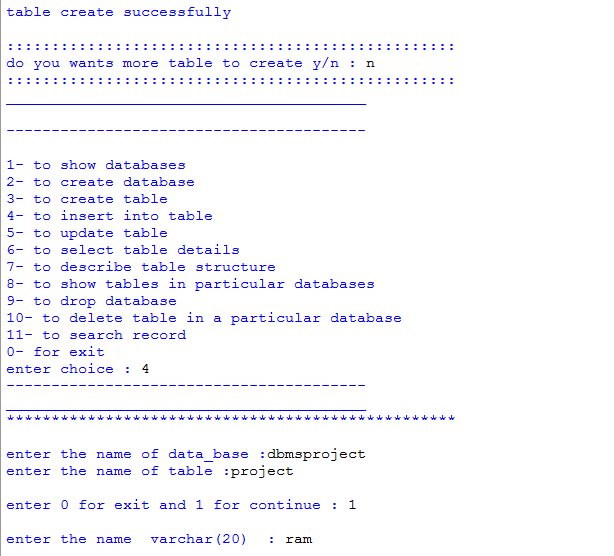 table create successfully
::::::::::::::::::::::::::::::::::::::::::::::::::
do you wants more table to create y/n : n
::::::::::::::::::::::::::::::::::::::::::::::::::
________________________________________
----------------------------------------
1- to show databases
2- to create database
3- to create table
4- to insert into table
5- to update table
6- to select table details
7- to describe table structure
8- to show tables in particular databases
9- to drop database
10- to delete table in a particular database
11- to search record
0- for exit
enter choice : 4
----------------------------------------
________________________________________
**************************************************
enter the name of data_base :dbmsproject
enter the name of table :project
enter 0 for exit and 1 for continue : 1
enter the name  varchar(20)  : ram